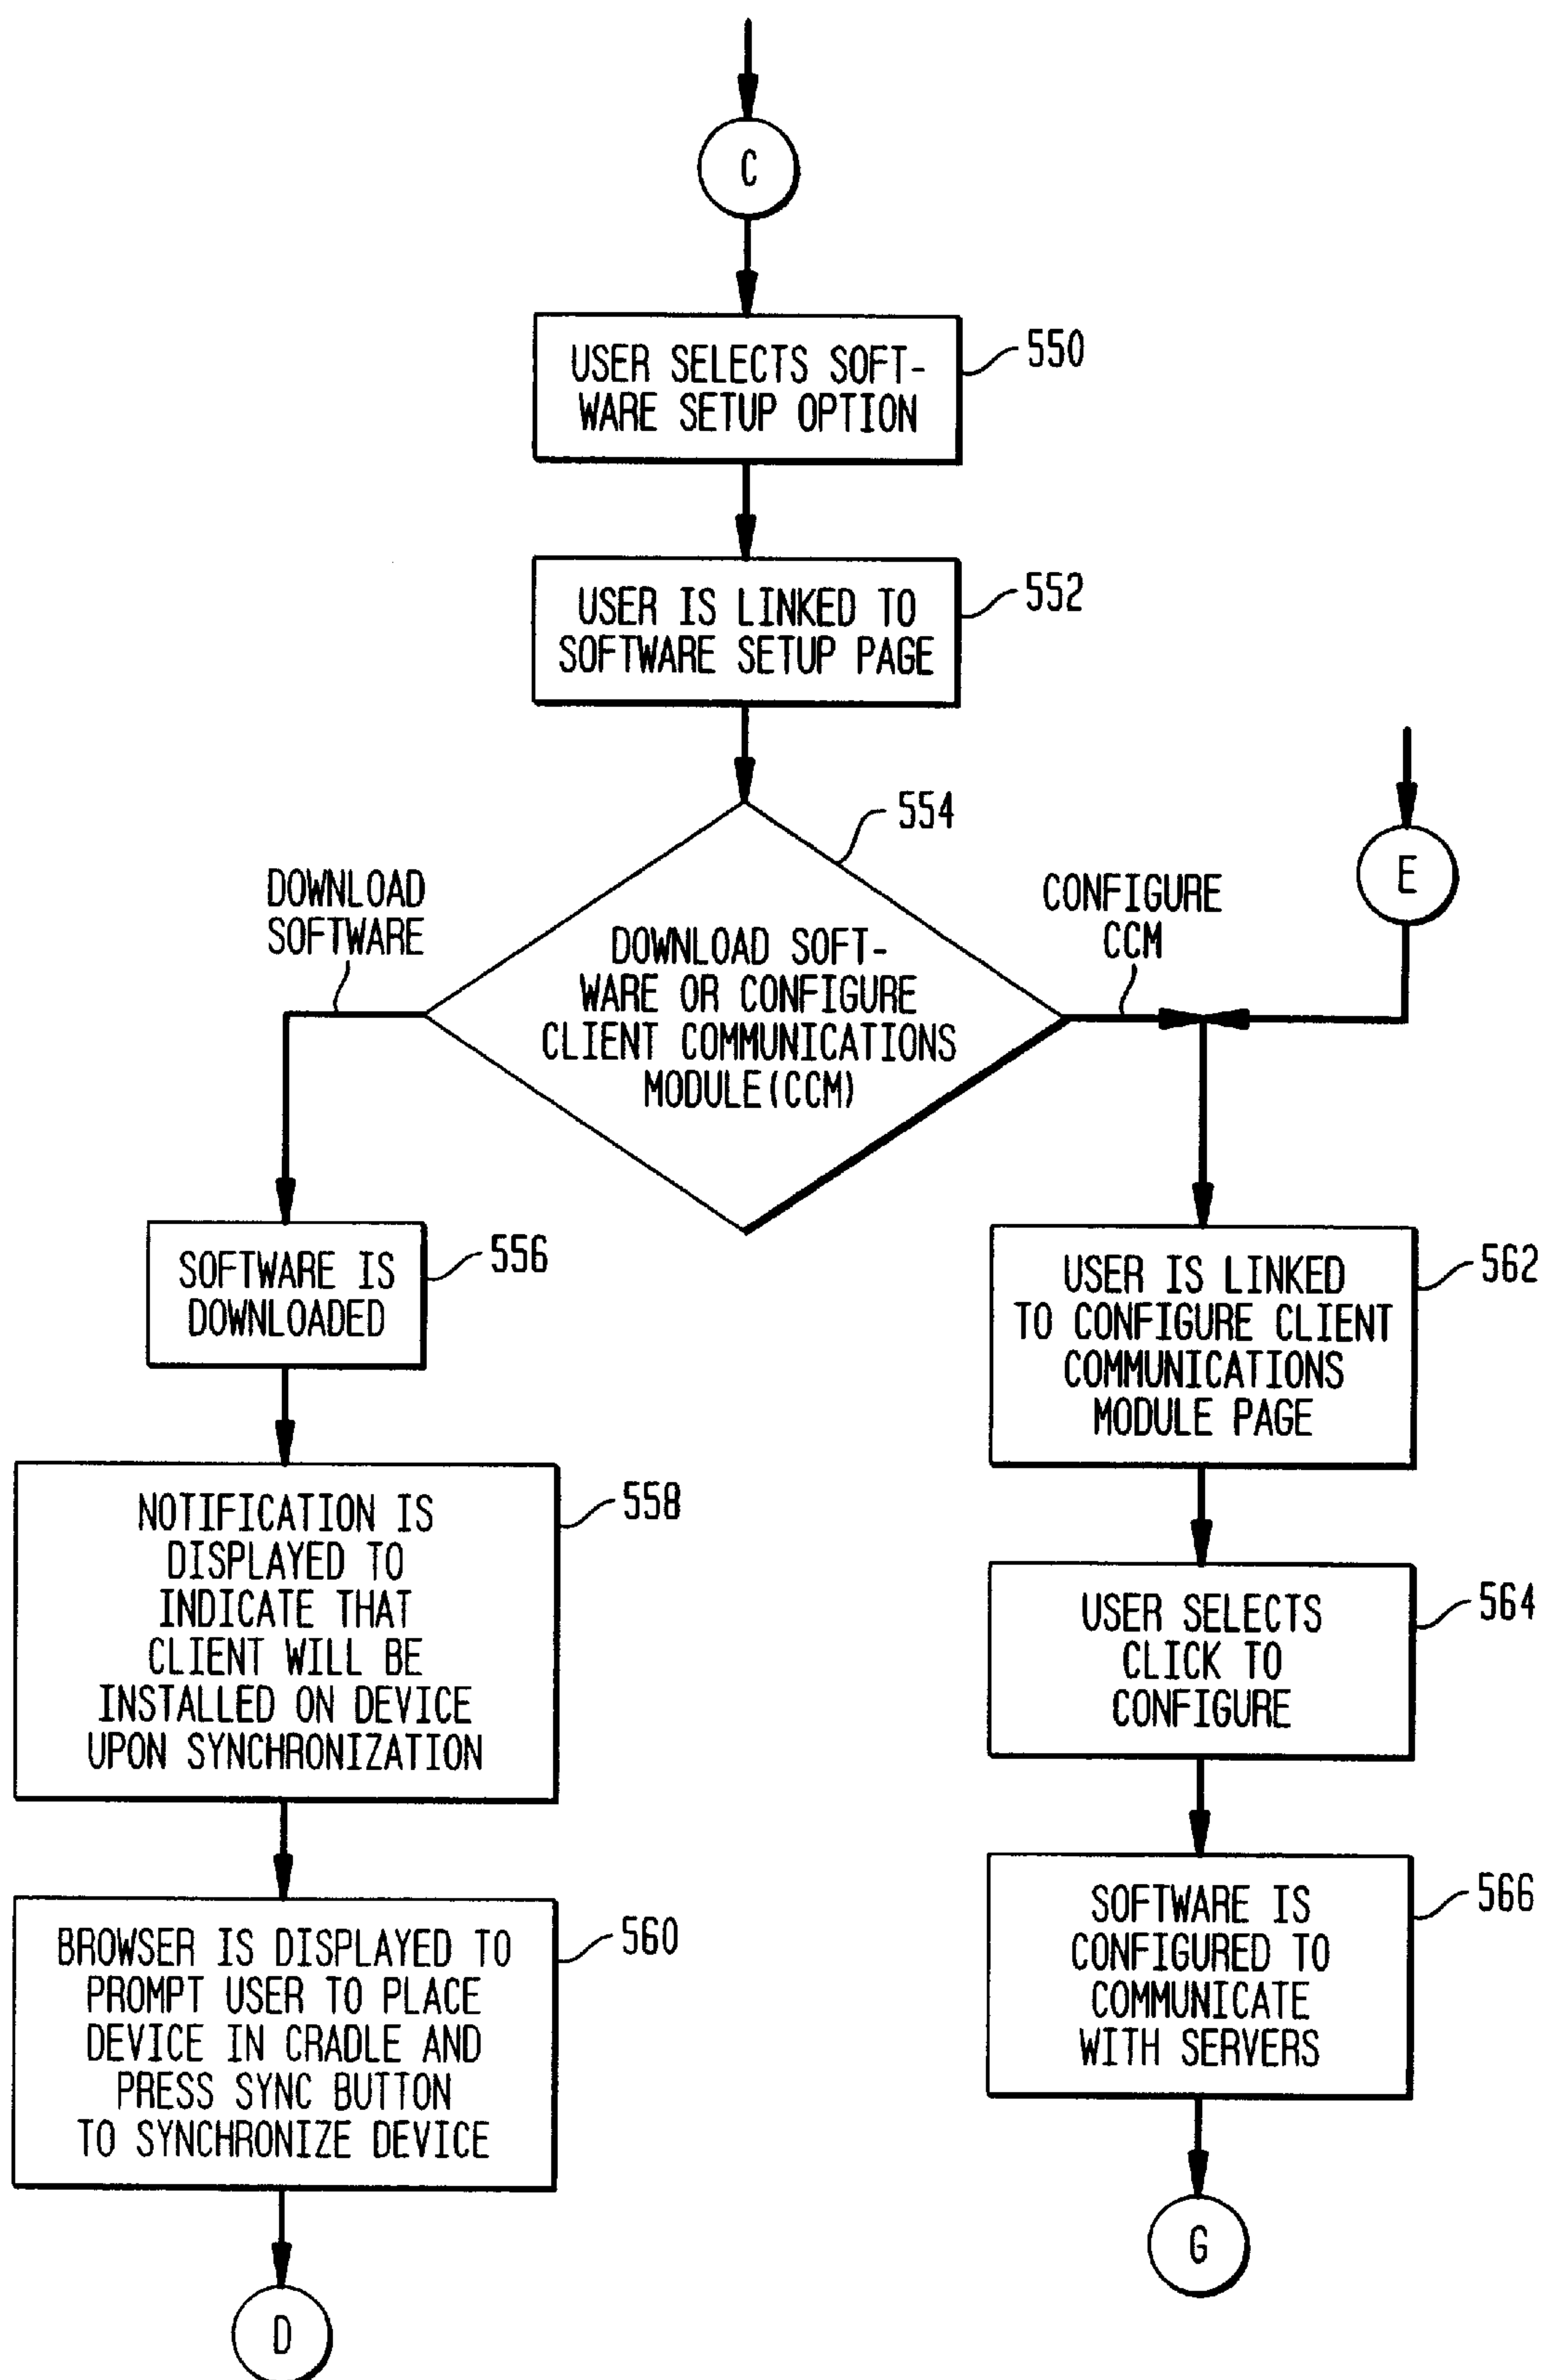 C
USER SELECTS SOFT-
WARE SETUP OPTION
550
USER IS LINKED TO
SOFTWARE SETUP PAGE
552
554
DOWNLOAD
SOFTWARE
DOWNLOAD SOFT-
WARE OR CONFIGURE
CLIENT COMMUNICATIONS
MODULE(CCM)
CONFIGURE
CCM
E
SOFTWARE IS
DOWNLOADED
556
NOTIFICATION IS
DISPLAYED TO
INDICATE THAT
CLIENT WILL BE
INSTALLED ON DEVICE
UPON SYNCHRONIZATION
558
BROWSER IS DISPLAYED TO
PROMPT USER TO PLACE
DEVICE IN CRADLE AND
PRESS SYNC BUTTON
TO SYNCHRONIZE DEVICE
560
D
USER IS LINKED
TO CONFIGURE CLIENT
COMMUNICATIONS
MODULE PAGE
562
USER SELECTS
CLICK TO
CONFIGURE
564
SOFTWARE IS
CONFIGURED TO
COMMUNICATE
WITH SERVERS
566
G